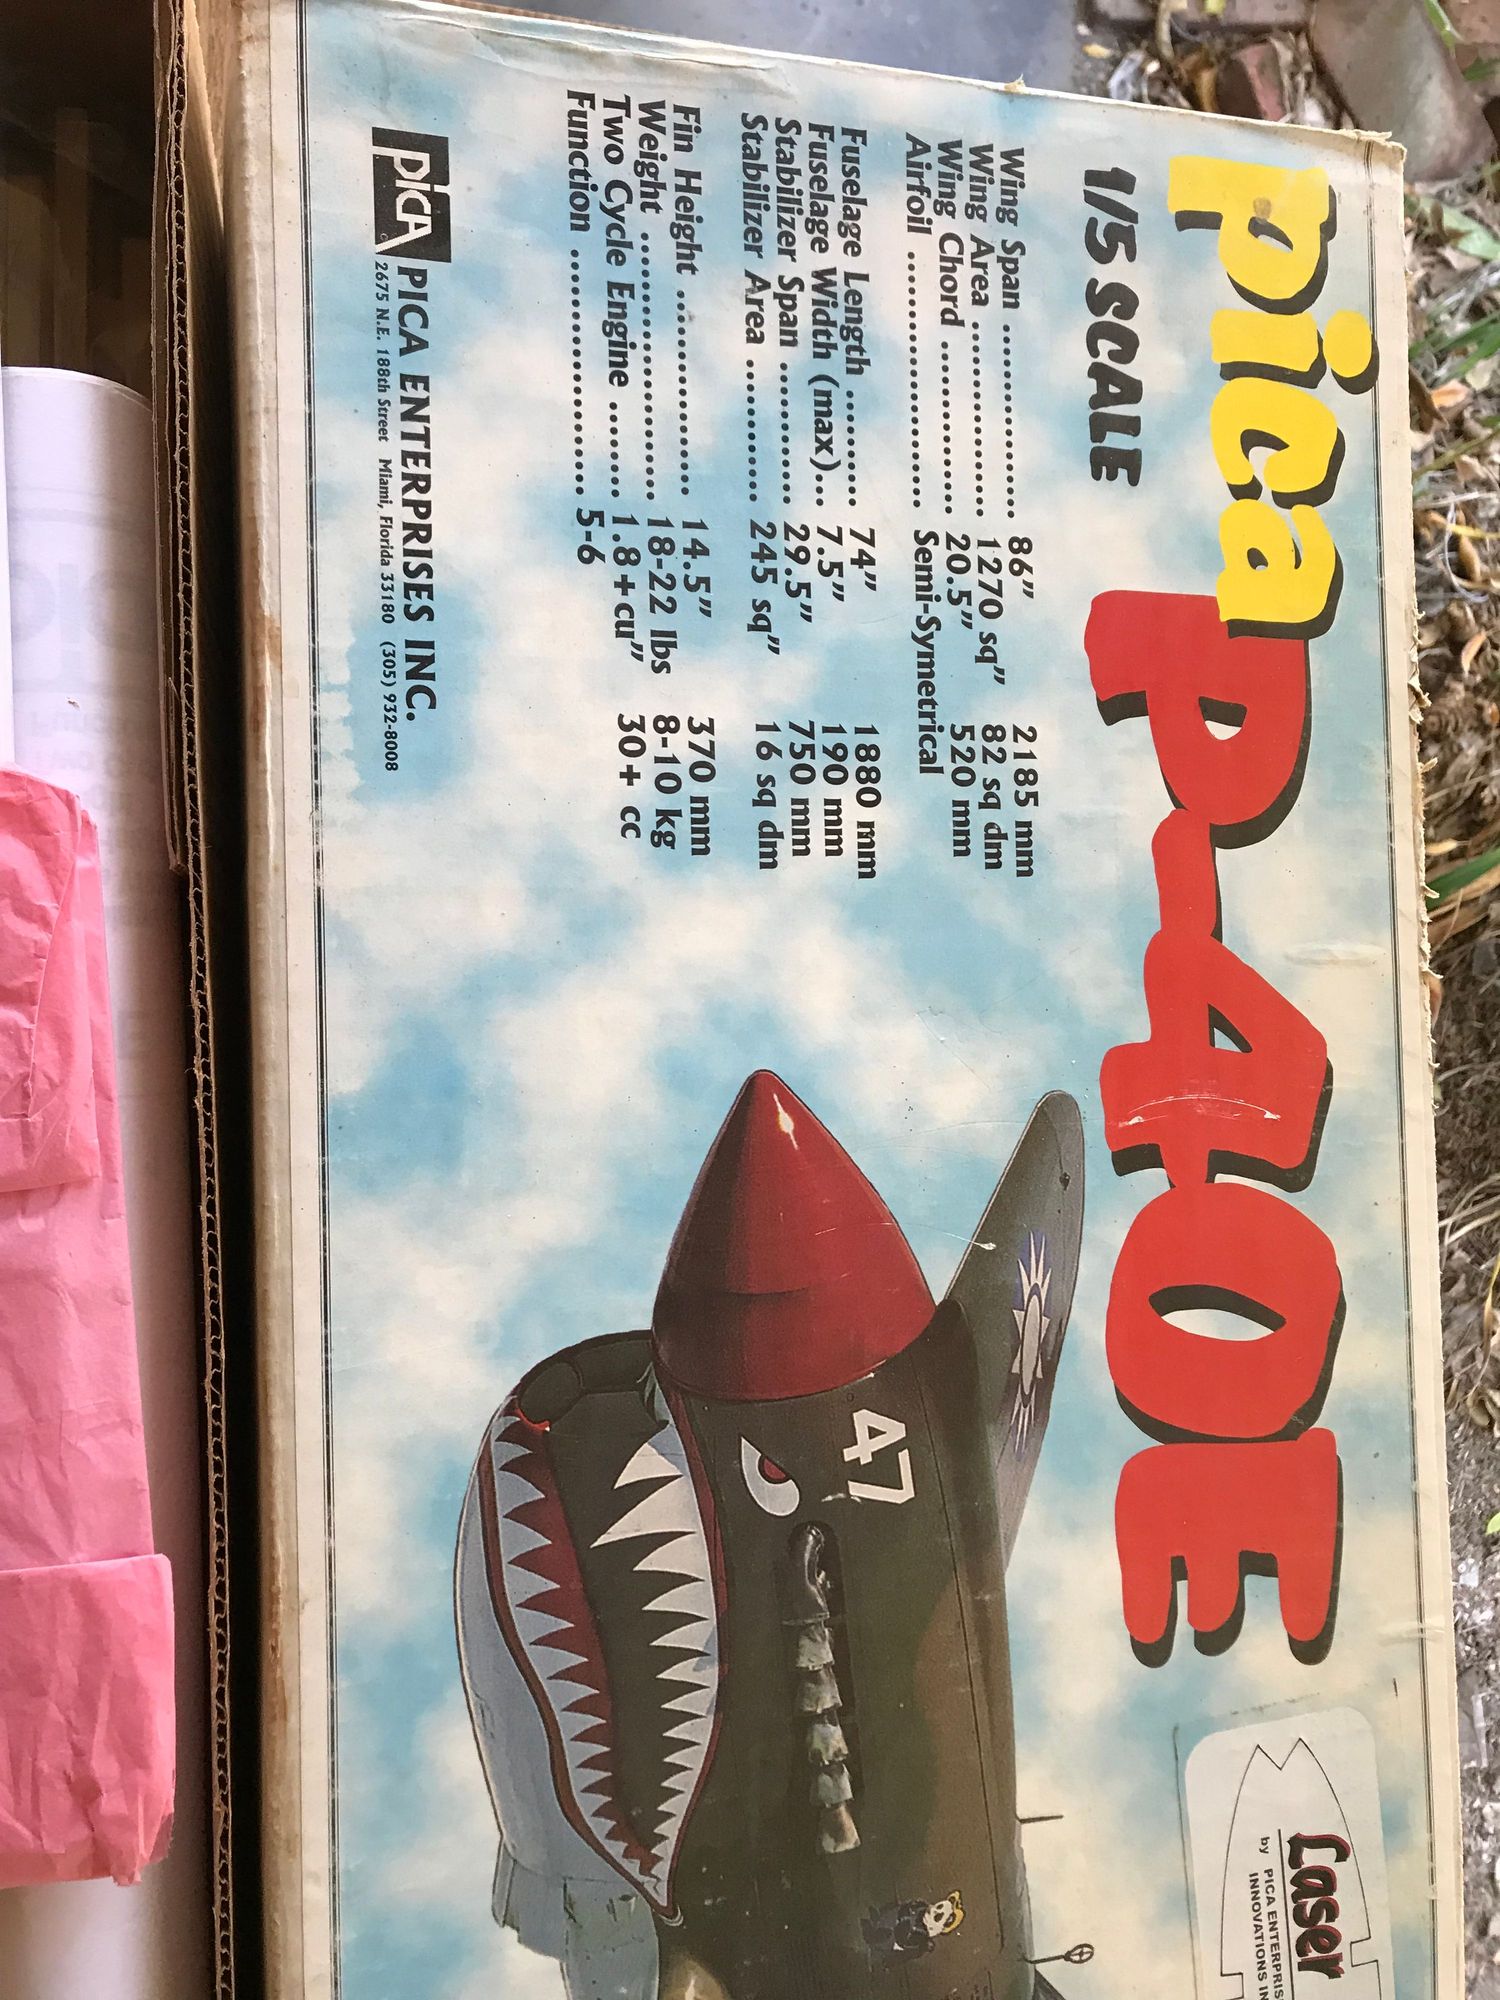 pica P-40E
1/5 SCALE
Wing Span ............... 86” 2185 mm
Wing Area ............... 1270 sq” 82 sq dm
Wing Chord ............. 20.5” 520 mm
Airfoil .................... Semi-Symetrical
Fuselage Length ......... 74” 1880 mm
Fuselage Width (max)... 7.5” 190 mm
Stabilizer Span ........... 29.5” 750 mm
Stabilizer Area ........... 245 sq” 16 sq dm
Fin Height ................ 14.5” 370 mm
Weight .................... 18-22 lbs 8-10 kg
Two Cycle Engine ....... 1.8+cu” 30+ cc
Function ................... 5-6
pica PICA ENTERPRISES INC.
2675 N.E. 188th Street Miami, Florida 33180 (305) 932-8008
47
Laser
by PICA ENTERPRIS
INNOVATIONS IN